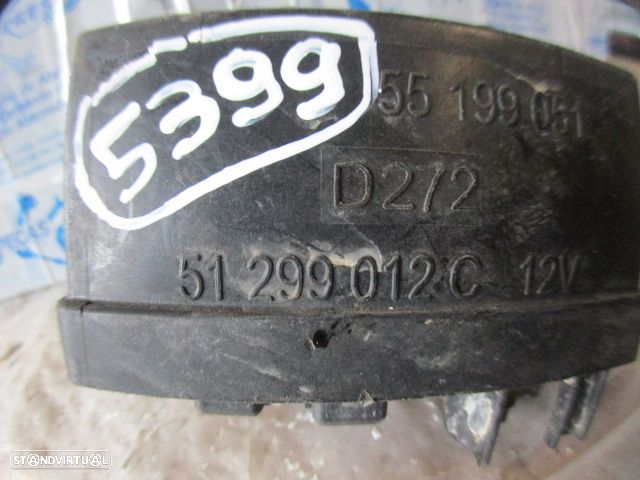 5399
55 199 051
D272
51 299 012 C 12V
STANDVIRTUAL